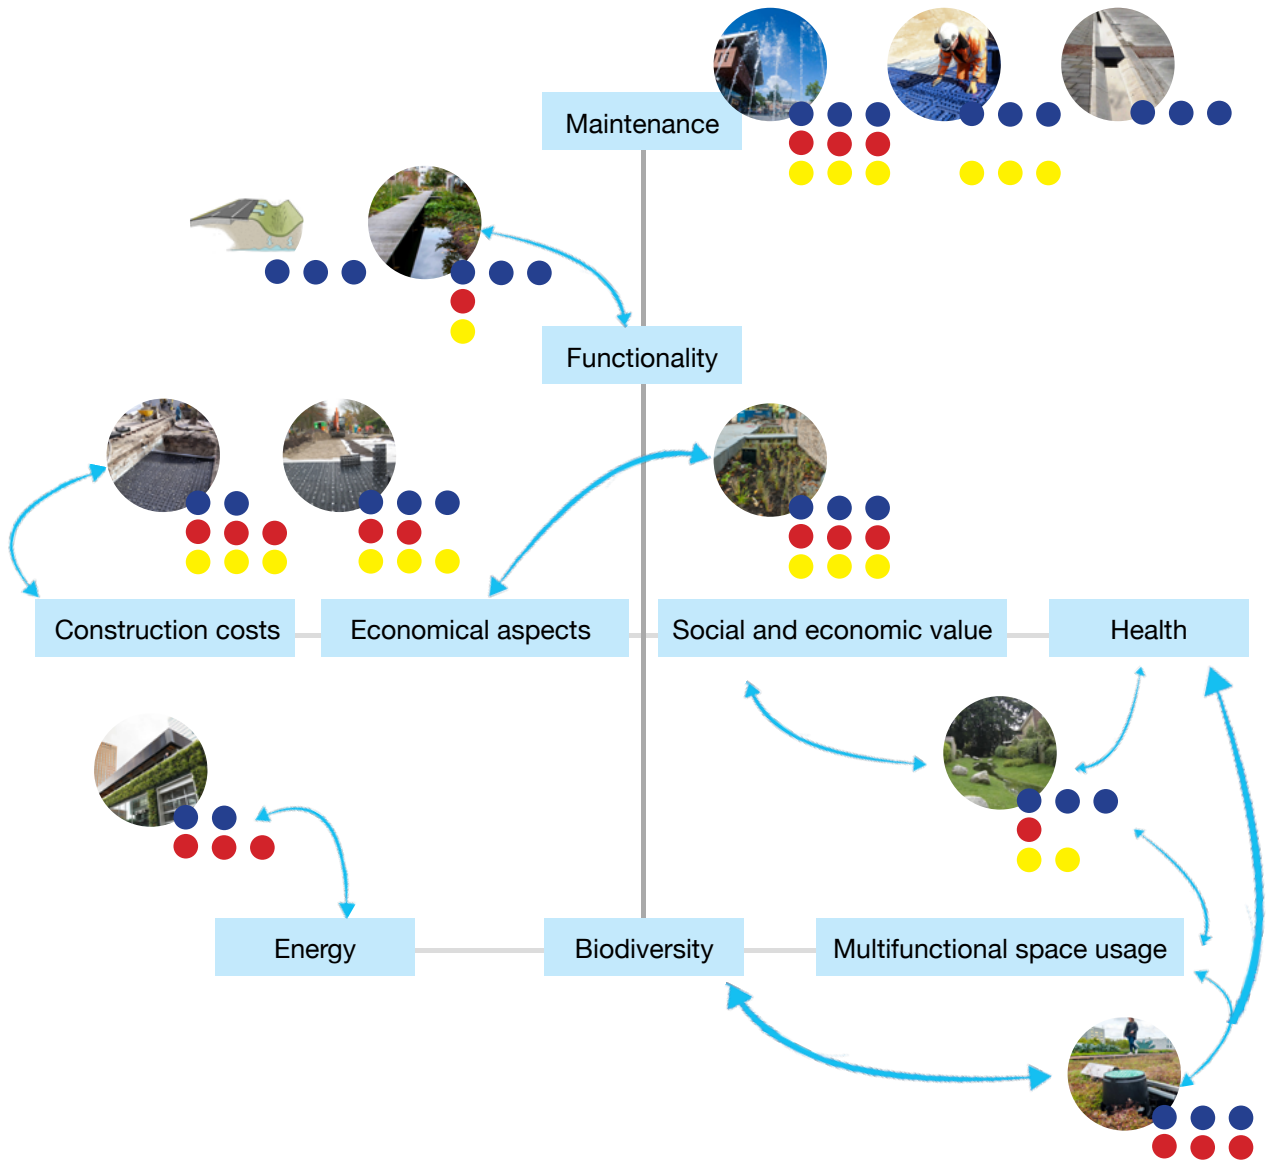 Maintenance
Functionality
Construction costs
Economical aspects
Social and economic value
Health
Energy
Biodiversity
Multifunctional space usage